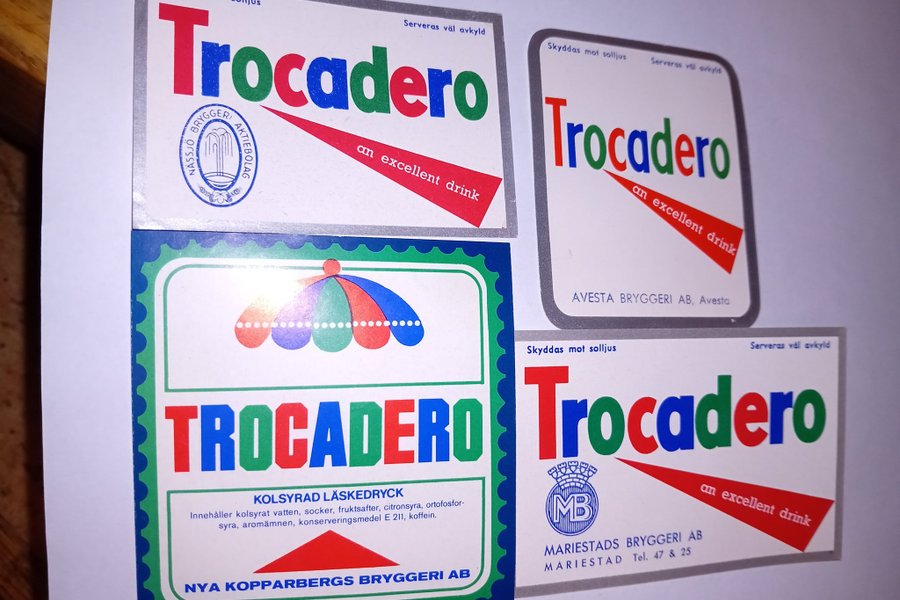 solljus
Serveras väl avkyld
Trocadero
NÄSSJÖ BRYGGERI AKTIEBOLAG
an excellent drink
Skyddas mot solljus
Serveras väl avkyld
Trocadero
an excellent drink
AVESTA BRYGGERI AB, Avesta
TROCADERO
KOLSYRAD LÄSKEDRYCK
Innehåller kolsyrat vatten, socker, fruktsafter, citronsyra, ortofosfor-
syra, aromämnen, konserveringsmedel E 211, koffein.
NYA KOPPARBERGS BRYGGERI AB
Skyddas mot solljus
Serveras väl avkyld
Trocadero
an excellent drink
MB
MARIESTADS BRYGGERI AB
MARIESTAD Tel. 47 & 25